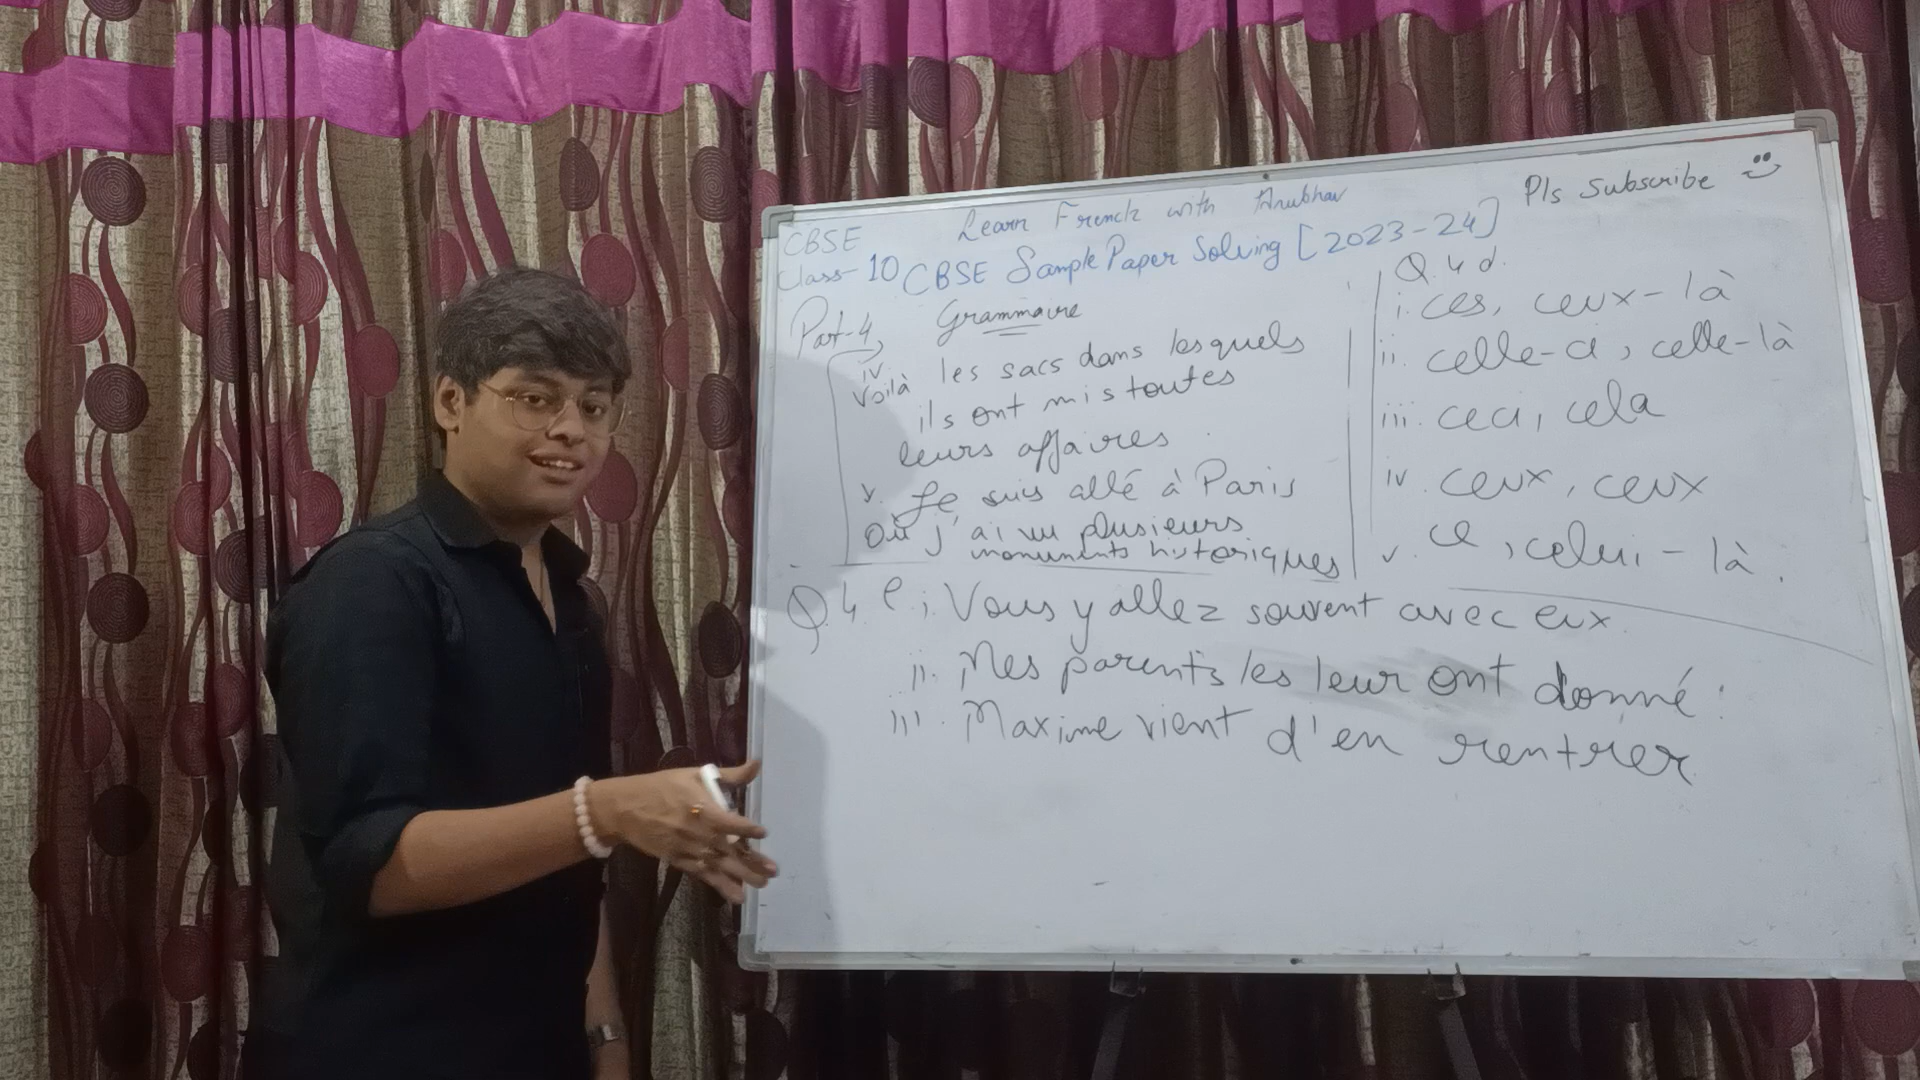 CBSE
Class-10
Learn French with Anubhav
Pls Subscribe
CBSE Sample Paper Solving [2023-24]
Part-4
Grammaire
iv
Voilà les sacs dans lesquels
ils ont mis toutes
leurs affaires.
v. Je suis allé à Paris
où j'ai vu plusieurs
monuments historiques
Q.4 d.
i. ces, ceux-là
ii. celle-ci, celle-là
iii. ceci, cela
iv. ceux, ceux
v. ce, celui-là.
Q.4 e. i. Vous y allez souvent avec eux.
ii. Mes parents les leur ont donné.
iii. Maxime vient d'en rentrer